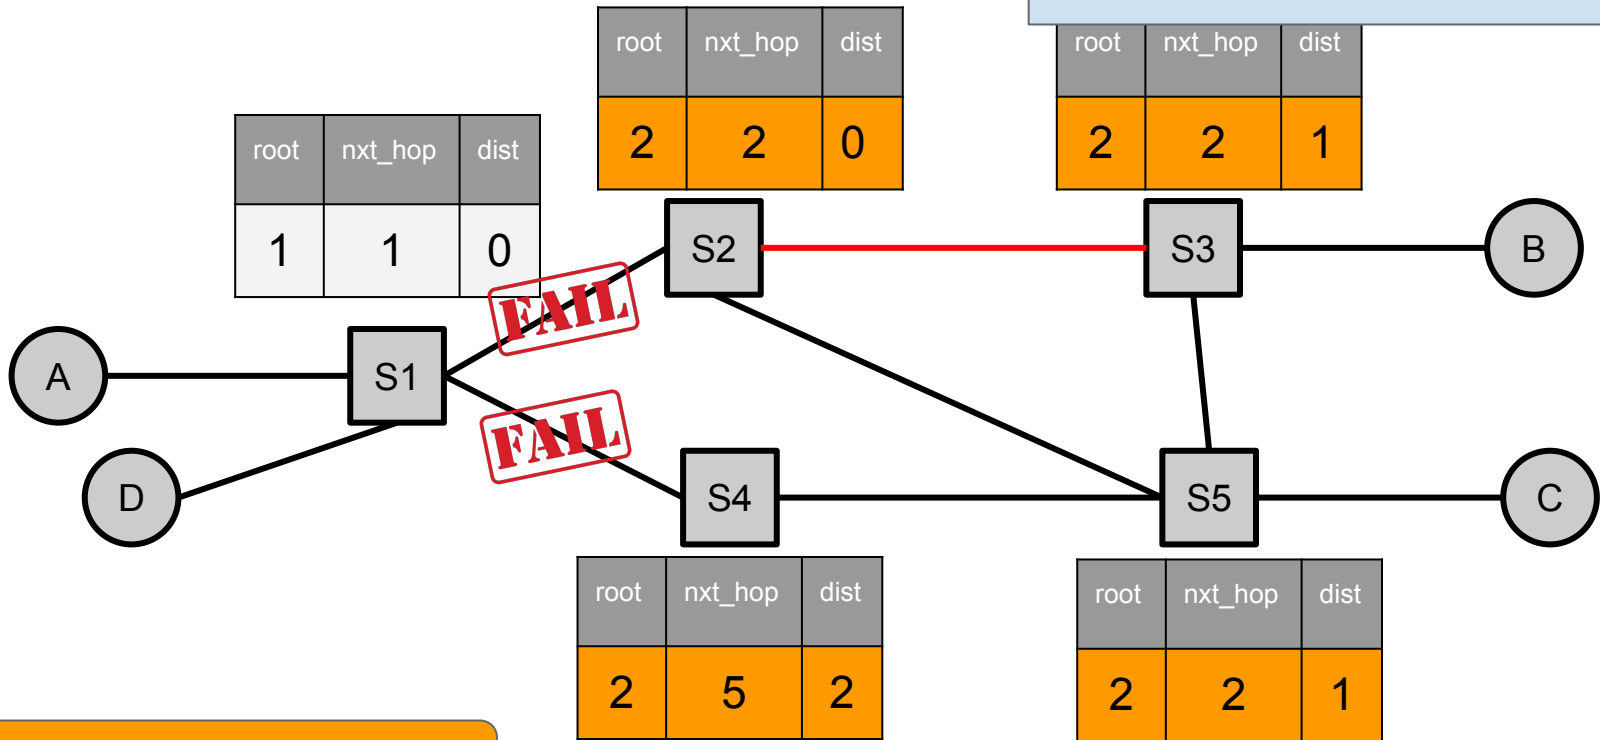 root nxt_hop dist
2 2 0
root nxt_hop dist
2 2 1
root nxt_hop dist
1 1 0
S2
S3
B
FAIL
A
S1
FAIL
D
S4
S5
C
root nxt_hop dist
2 5 2
root nxt_hop dist
2 2 1